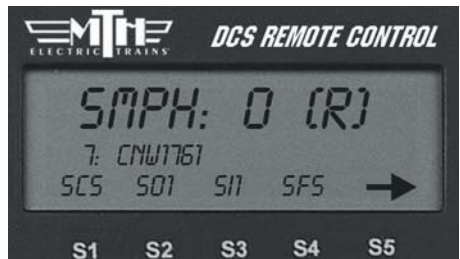 MTH DCS REMOTE CONTROL
ELECTRIC TRAINS
SMPH: 0 (R)
7: CNW1761
SCS SO1 SI1 SFS
S1 S2 S3 S4 S5